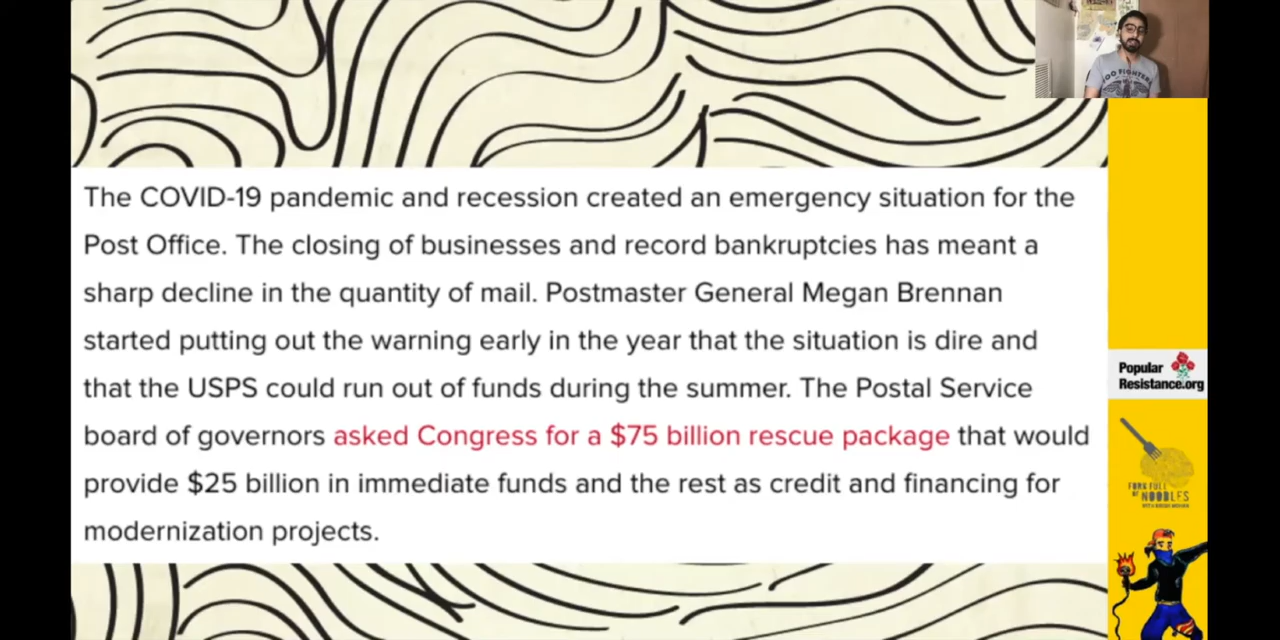 FOO FIGHTERS
The COVID-19 pandemic and recession created an emergency situation for the
Post Office. The closing of businesses and record bankruptcies has meant a
sharp decline in the quantity of mail. Postmaster General Megan Brennan
started putting out the warning early in the year that the situation is dire and
that the USPS could run out of funds during the summer. The Postal Service
board of governors asked Congress for a $75 billion rescue package that would
provide $25 billion in immediate funds and the rest as credit and financing for
modernization projects.
Popular
Resistance.org
FORK FULL
OF NOODLES